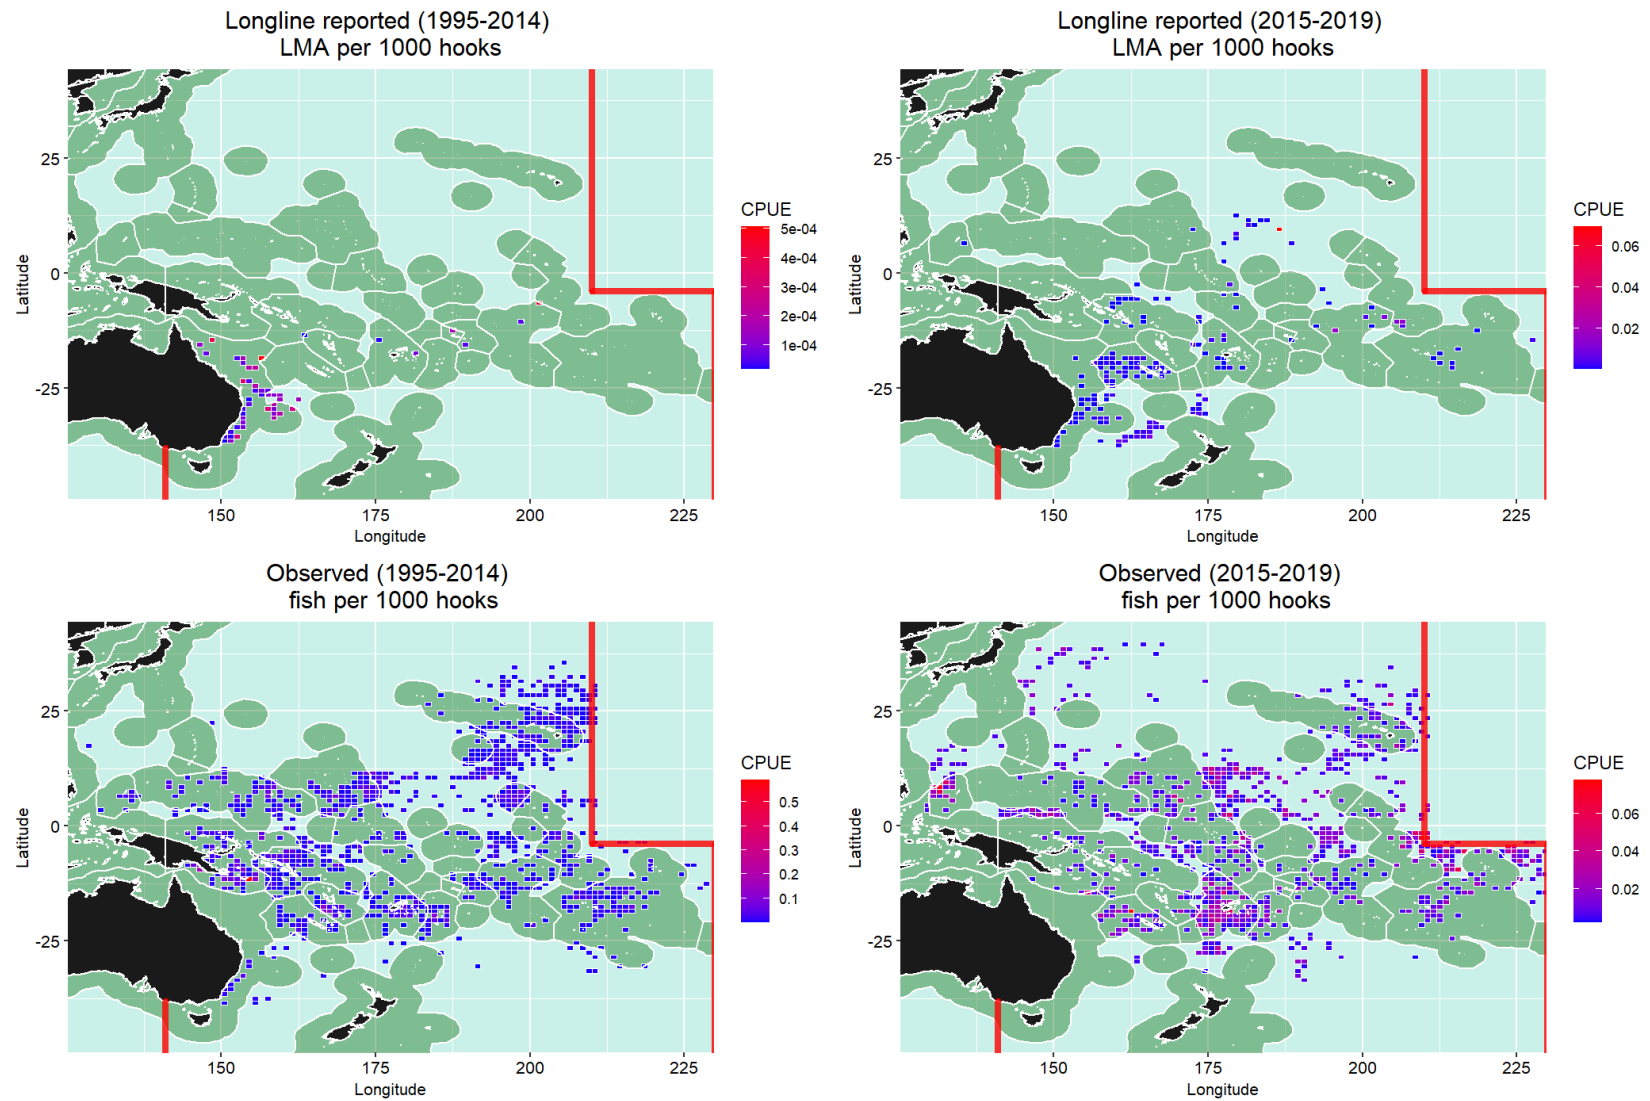 Longline reported (1995-2014)
LMA per 1000 hooks
25
0
-25
Latitude
150
175
200
225
Longitude
CPUE
5e-04
4e-04
3e-04
2e-04
1e-04
Longline reported (2015-2019)
LMA per 1000 hooks
25
0
-25
Latitude
150
175
200
225
Longitude
CPUE
0.06
0.04
0.02
Observed (1995-2014)
fish per 1000 hooks
25
0
-25
Latitude
150
175
200
225
Longitude
CPUE
0.5
0.4
0.3
0.2
0.1
Observed (2015-2019)
fish per 1000 hooks
25
0
-25
Latitude
150
175
200
225
Longitude
CPUE
0.06
0.04
0.02